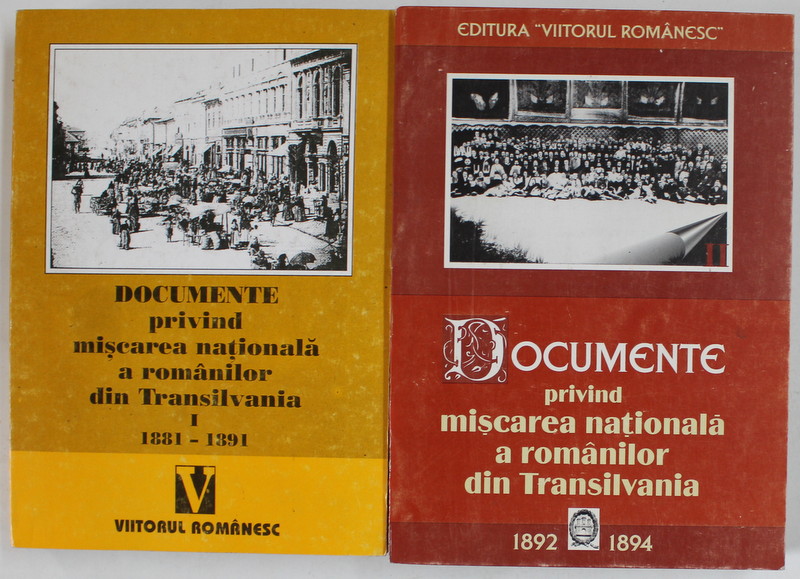 DOCUMENTE
privind
mișcarea națională
a românilor
din Transilvania
I
1881 - 1891
V
VIITORUL ROMÂNESC
EDITURA "VIITORUL ROMÂNESC"
II
DOCUMENTE
privind
mișcarea națională
a românilor
din Transilvania
1892 1894